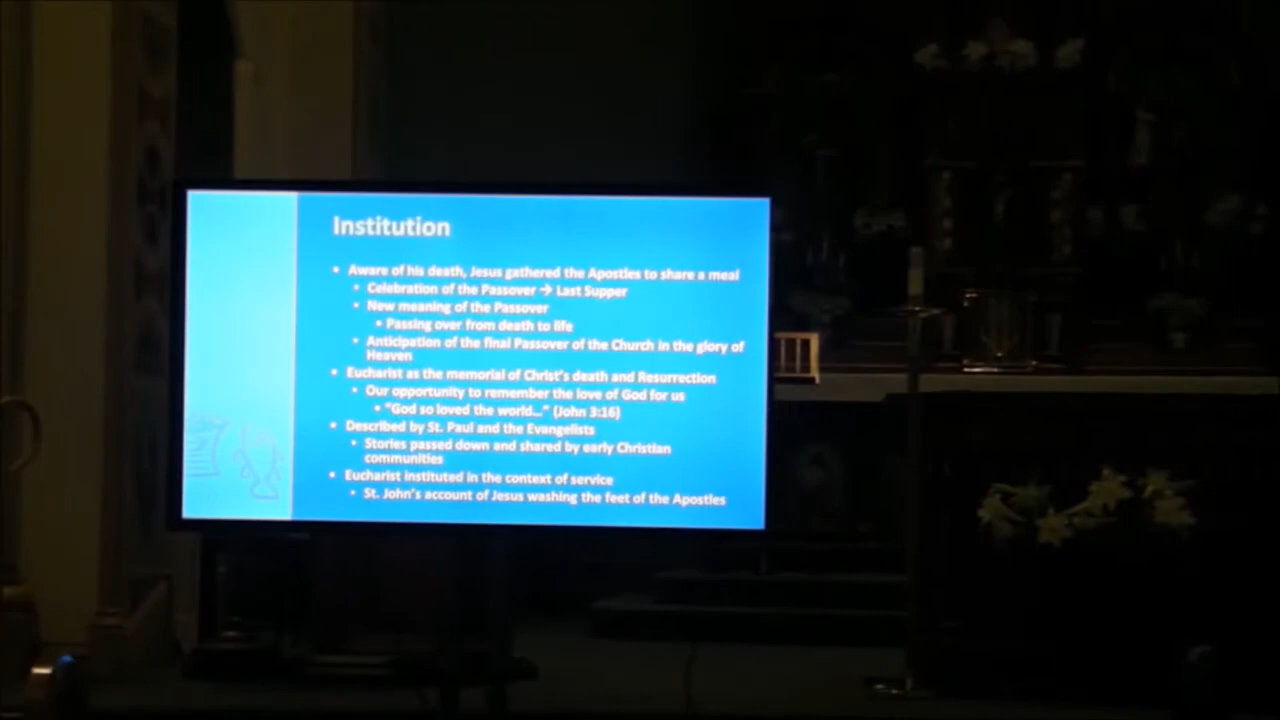 Institution
• Aware of his death, Jesus gathered the Apostles to share a meal
• Celebration of the Passover → Last Supper
• New meaning of the Passover
• Passing over from death to life
• Anticipation of the final Passover of the Church in the glory of
Heaven
• Eucharist as the memorial of Christ's death and Resurrection
• Our opportunity to remember the love of God for us
• "God so loved the world…" (John 3:16)
• Described by St. Paul and the Evangelists
• Stories passed down and shared by early Christian
communities
• Eucharist instituted in the context of service
• St. John's account of Jesus washing the feet of the Apostles